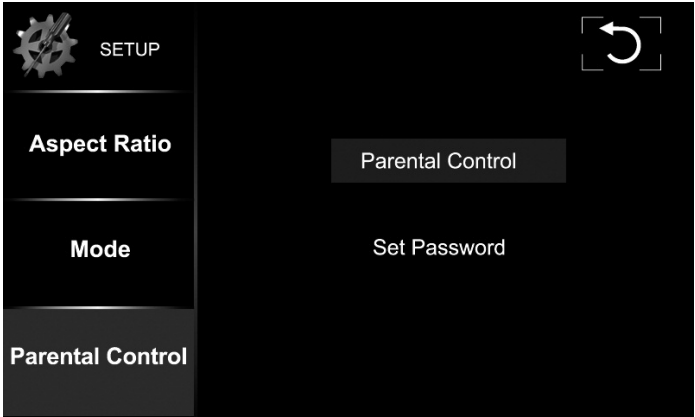 SETUP
Aspect Ratio
Mode
Parental Control
Parental Control
Set Password